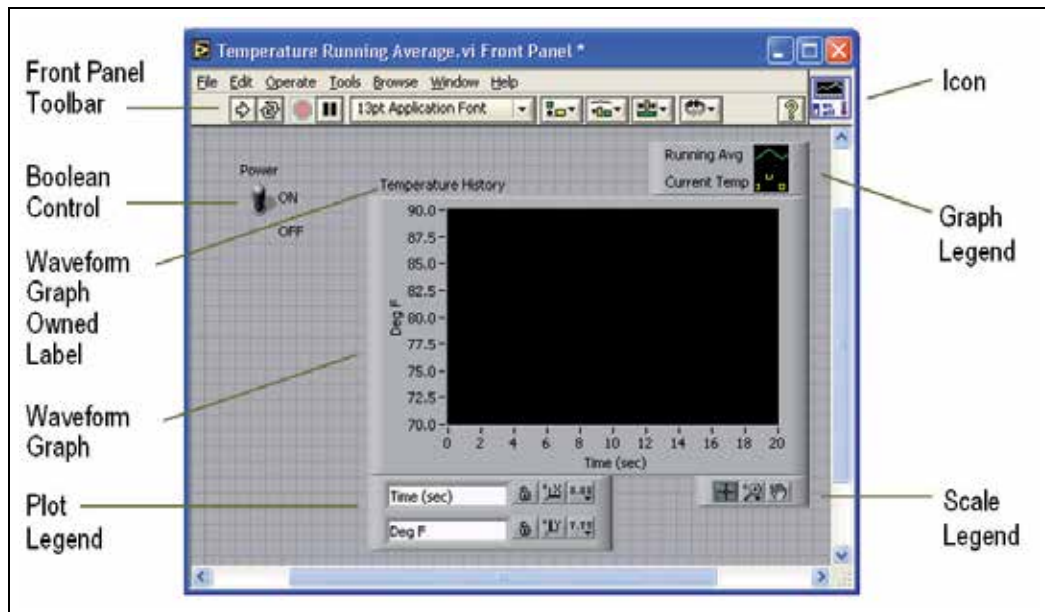 Front Panel
Toolbar
Boolean
Control
Waveform
Graph
Owned
Label
Waveform
Graph
Plot
Legend
Temperature Running Average.vi Front Panel *
File Edit Operate Tools Browse Window Help
13pt Application Font
?
Power
ON
OFF
Temperature History
Running Avg
Current Temp
90.0
87.5
85.0
82.5
80.0
77.5
75.0
72.5
70.0
Deg F
0 2 4 6 8 10 12 14 16 18 20
Time (sec)
Time (sec)
Deg F
Icon
Graph
Legend
Scale
Legend